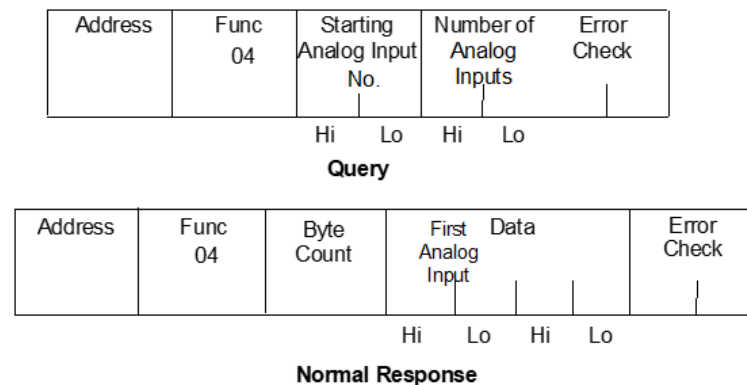 Address
Func
04
Starting
Analog Input
No.
Number of
Analog
Inputs
Error
Check
Hi Lo Hi Lo
Query
Address
Func
04
Byte
Count
First
Analog
Input
Data
Error
Check
Hi Lo Hi Lo
Normal Response